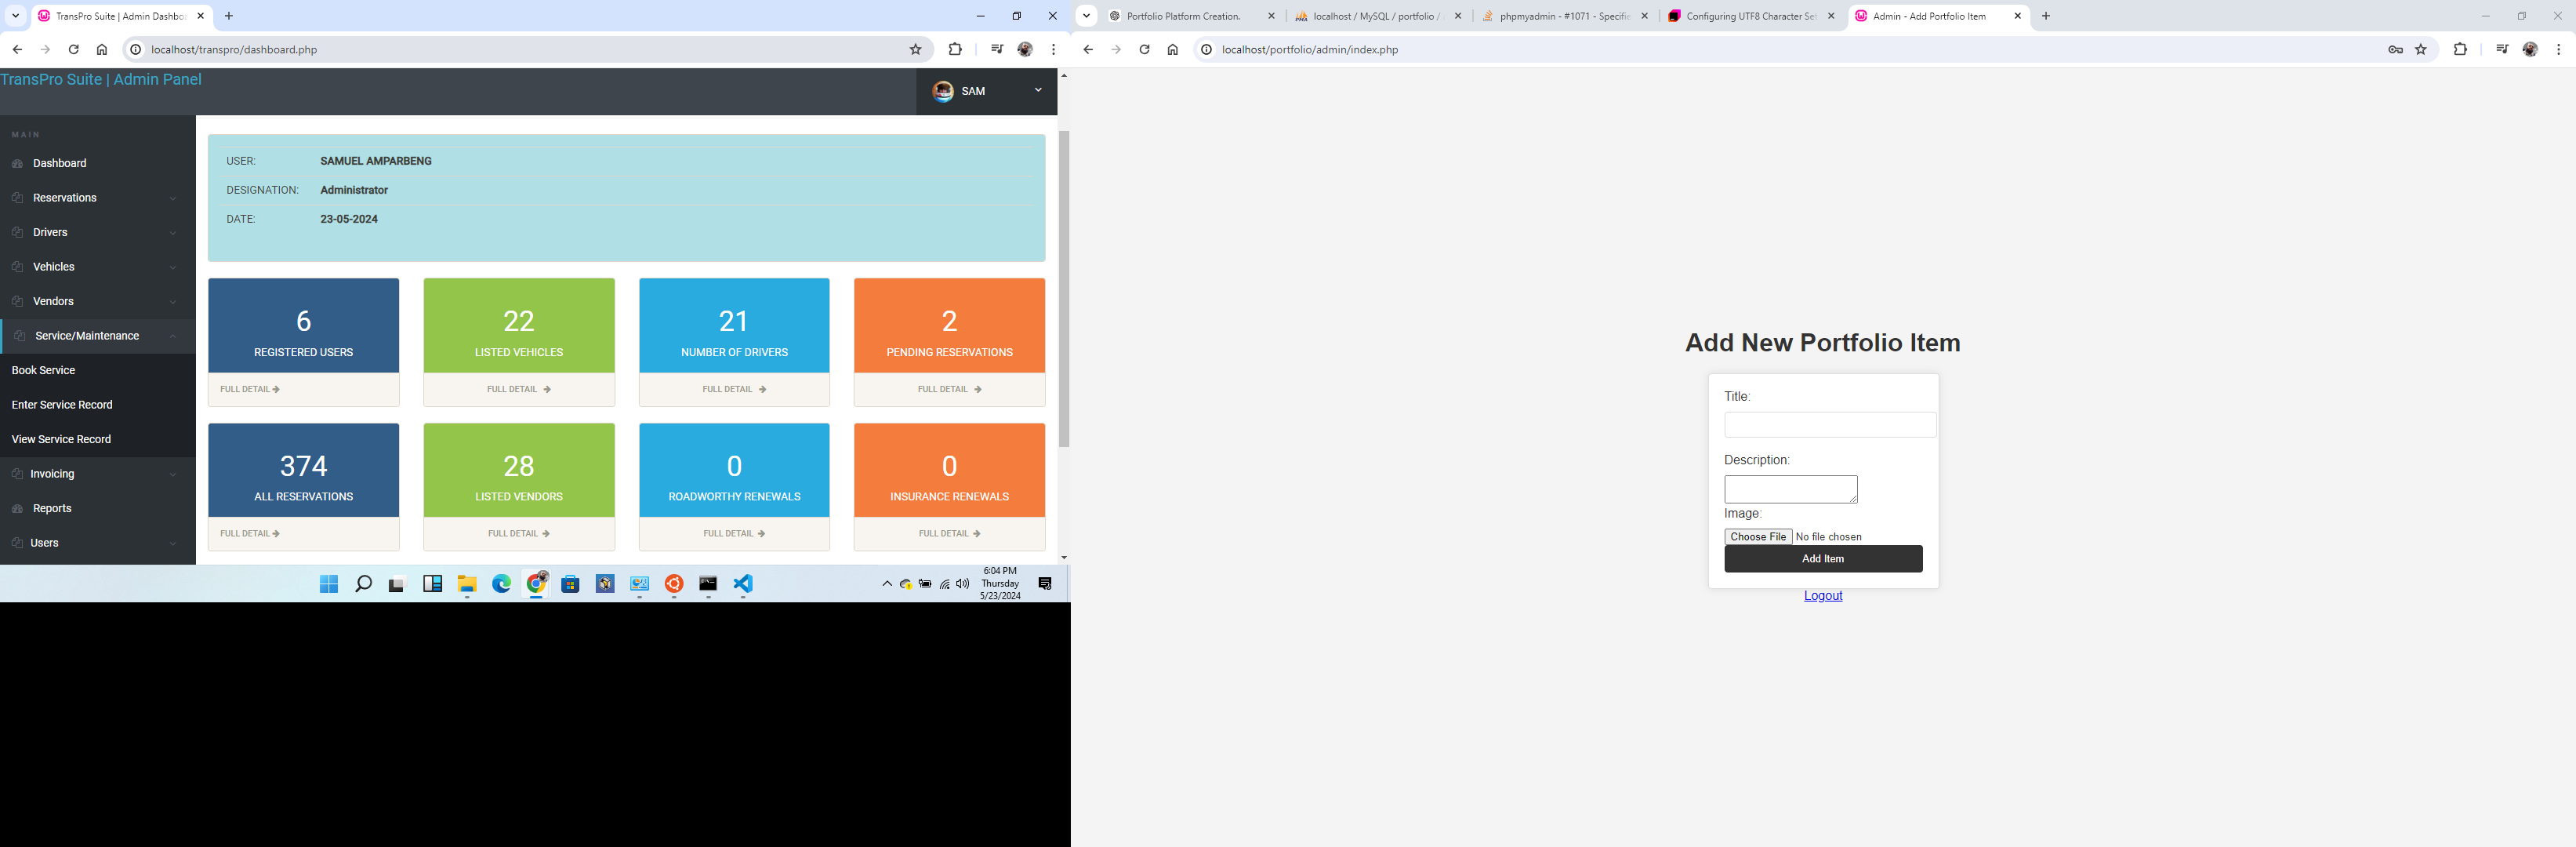 TransPro Suite | Admin Dashbo
localhost/transpro/dashboard.php
TransPro Suite | Admin Panel
SAM
MAIN
Dashboard
Reservations
Drivers
Vehicles
Vendors
Service/Maintenance
Book Service
Enter Service Record
View Service Record
Invoicing
Reports
Users
USER: SAMUEL AMPARBENG
DESIGNATION: Administrator
DATE: 23-05-2024
6
REGISTERED USERS
FULL DETAIL
22
LISTED VEHICLES
FULL DETAIL
21
NUMBER OF DRIVERS
FULL DETAIL
2
PENDING RESERVATIONS
FULL DETAIL
374
ALL RESERVATIONS
FULL DETAIL
28
LISTED VENDORS
FULL DETAIL
0
ROADWORTHY RENEWALS
FULL DETAIL
0
INSURANCE RENEWALS
FULL DETAIL
6:04 PM
Thursday
5/23/2024
Portfolio Platform Creation.
localhost / MySQL / portfolio /
phpmyadmin - #1071 - Specifie
Configuring UTF8 Character Set
Admin - Add Portfolio Item
localhost/portfolio/admin/index.php
Add New Portfolio Item
Title:
Description:
Image:
Choose File No file chosen
Add Item
Logout